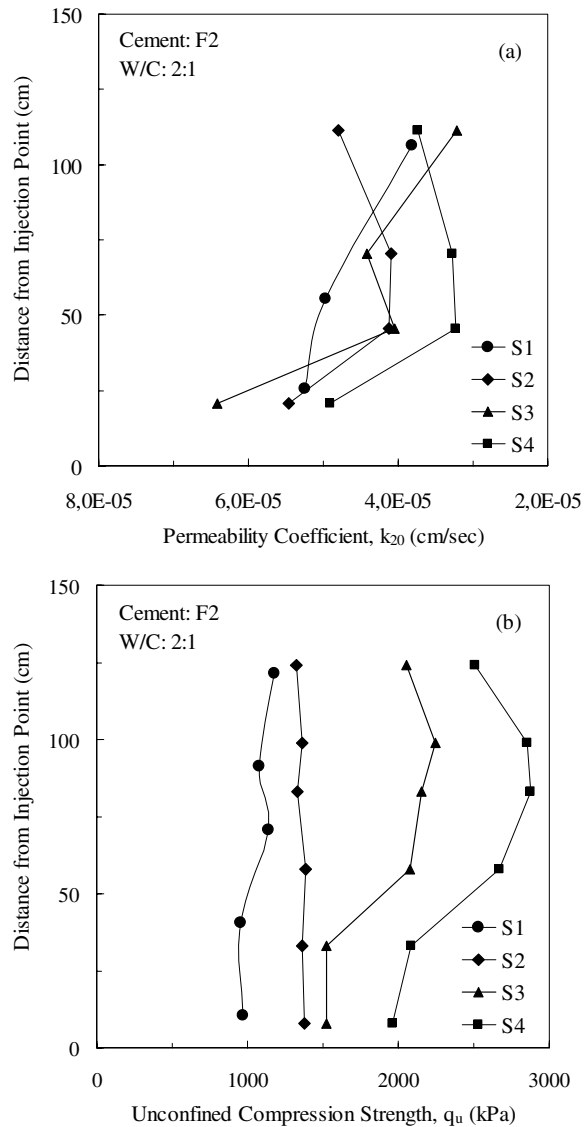 150
Cement: F2
(a)
W/C: 2:1
Distance from Injection Point (cm)
100
50
S1
S2
S3
S4
0
8,0E-05 6,0E-05 4,0E-05 2,0E-05
Permeability Coefficient, k₂₀ (cm/sec)
150
Cement: F2
(b)
W/C: 2:1
Distance from Injection Point (cm)
100
50
S1
S2
S3
S4
0
0 1000 2000 3000
Unconfined Compression Strength, qᵤ (kPa)